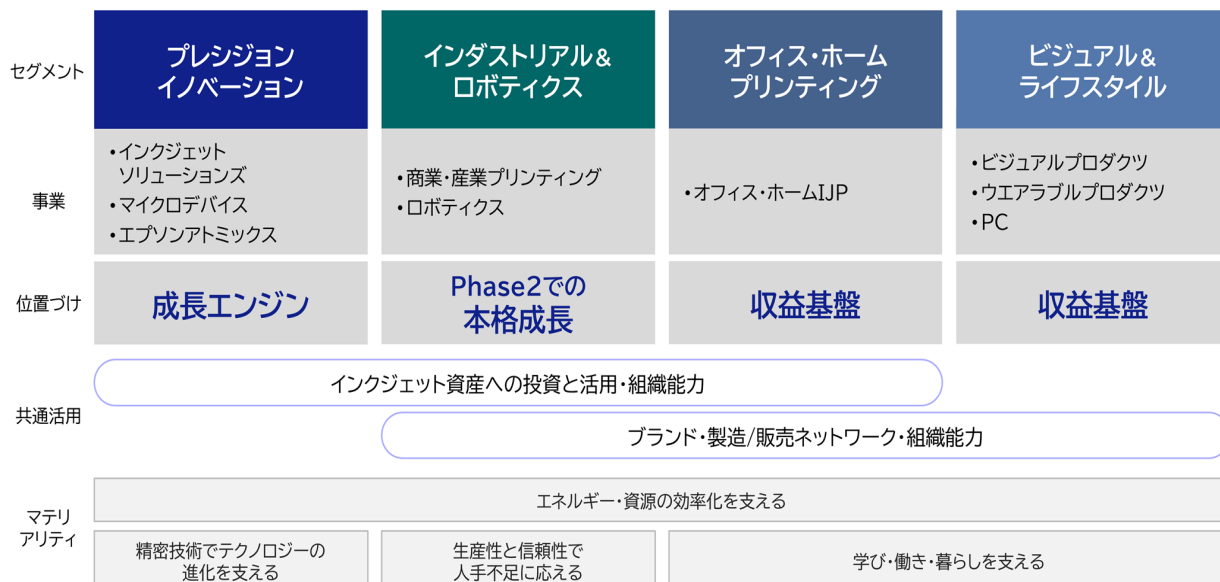 セグメント
プレシジョン
イノベーション
インダストリアル＆
ロボティクス
オフィス・ホーム
プリンティング
ビジュアル＆
ライフスタイル
事業
・インクジェット
ソリューションズ
・マイクロデバイス
・エプソンアトミックス
・商業・産業プリンティング
・ロボティクス
・オフィス・ホームIJP
・ビジュアルプロダクツ
・ウエアラブルプロダクツ
・PC
位置づけ
成長エンジン
Phase2での
本格成長
収益基盤
収益基盤
共通活用
インクジェット資産への投資と活用・組織能力
ブランド・製造/販売ネットワーク・組織能力
マテリ
アリティ
エネルギー・資源の効率化を支える
精密技術でテクノロジーの
進化を支える
生産性と信頼性で
人手不足に応える
学び・働き・暮らしを支える